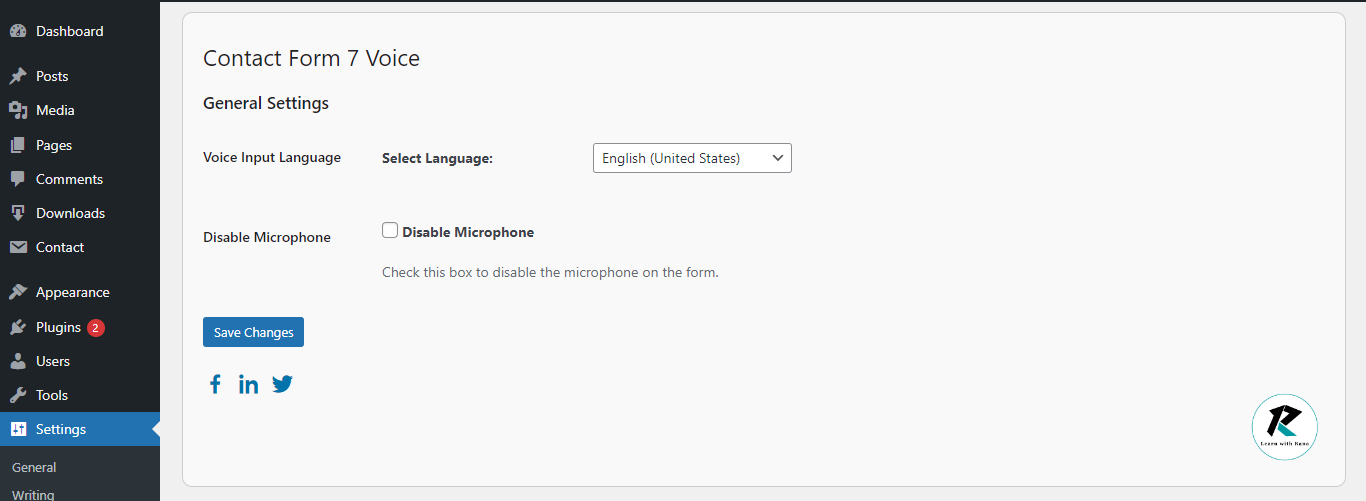 Dashboard
Posts
Media
Pages
Comments
Downloads
Contact
Appearance
Plugins 2
Users
Tools
Settings
General
Writing
Contact Form 7 Voice
General Settings
Voice Input Language Select Language: English (United States)
Disable Microphone Disable Microphone
Check this box to disable the microphone on the form.
Save Changes
Learn with Rana